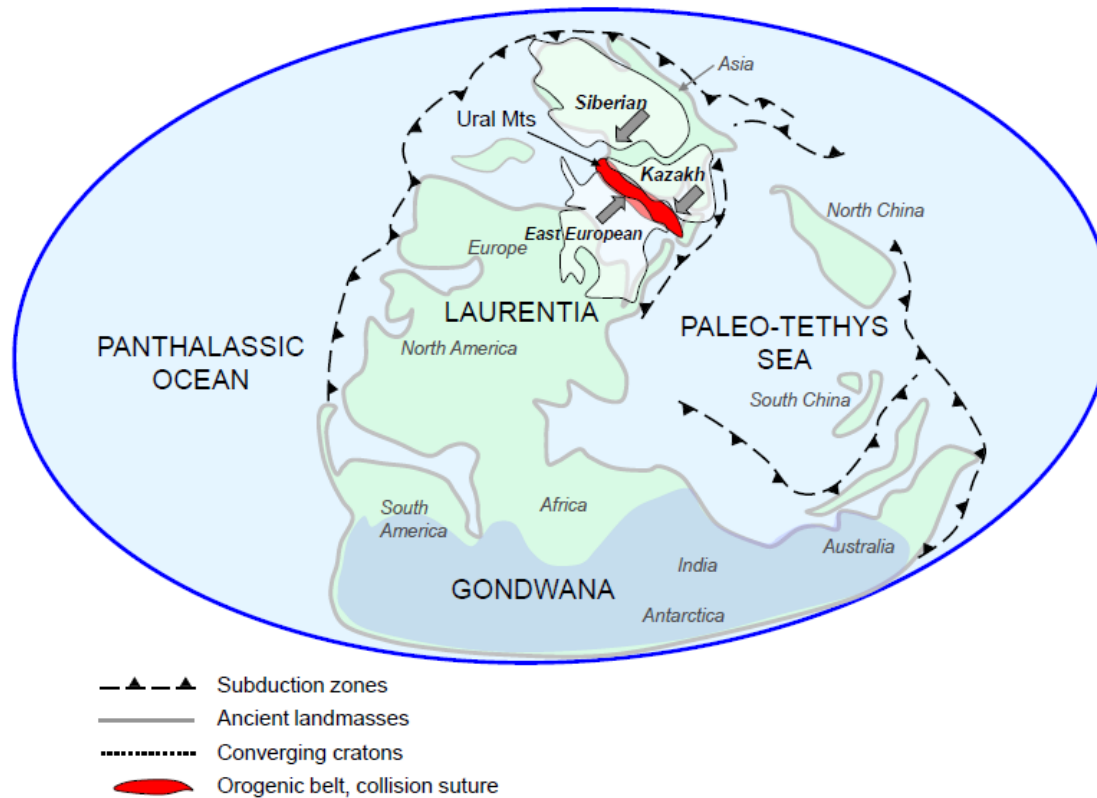 Asia
Siberian
Ural Mts
Kazakh
North China
East European
Europe
LAURENTIA
PANTHALASSIC
OCEAN
North America
PALEO-TETHYS
SEA
South China
South
America
Africa
Australia
India
GONDWANA
Antarctica
Subduction zones
Ancient landmasses
Converging cratons
Orogenic belt, collision suture